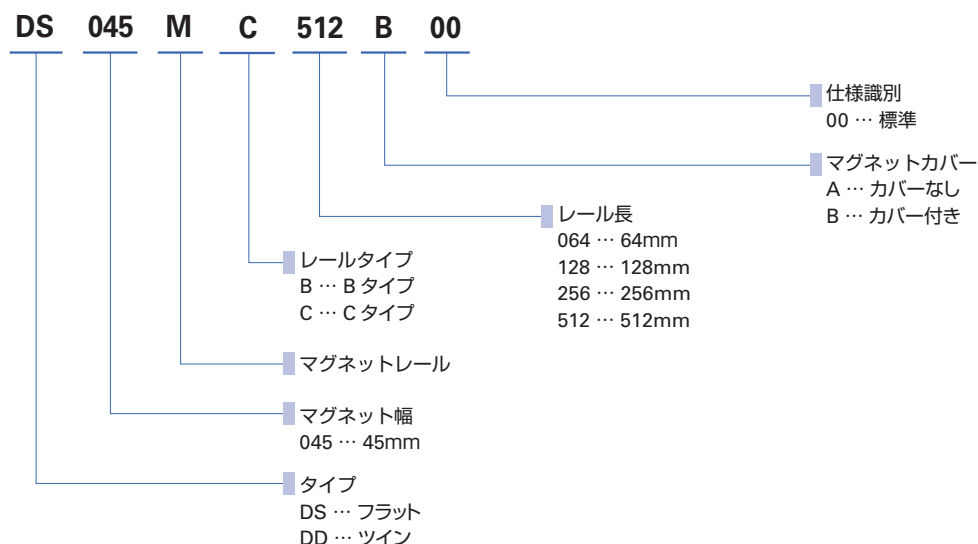 DS 045 M C 512 B 00
仕様識別
00 … 標準
マグネットカバー
A … カバーなし
B … カバー付き
レール長
064 … 64mm
128 … 128mm
256 … 256mm
512 … 512mm
レールタイプ
B … B タイプ
C … C タイプ
マグネットレール
マグネット幅
045 … 45mm
タイプ
DS … フラット
DD … ツイン